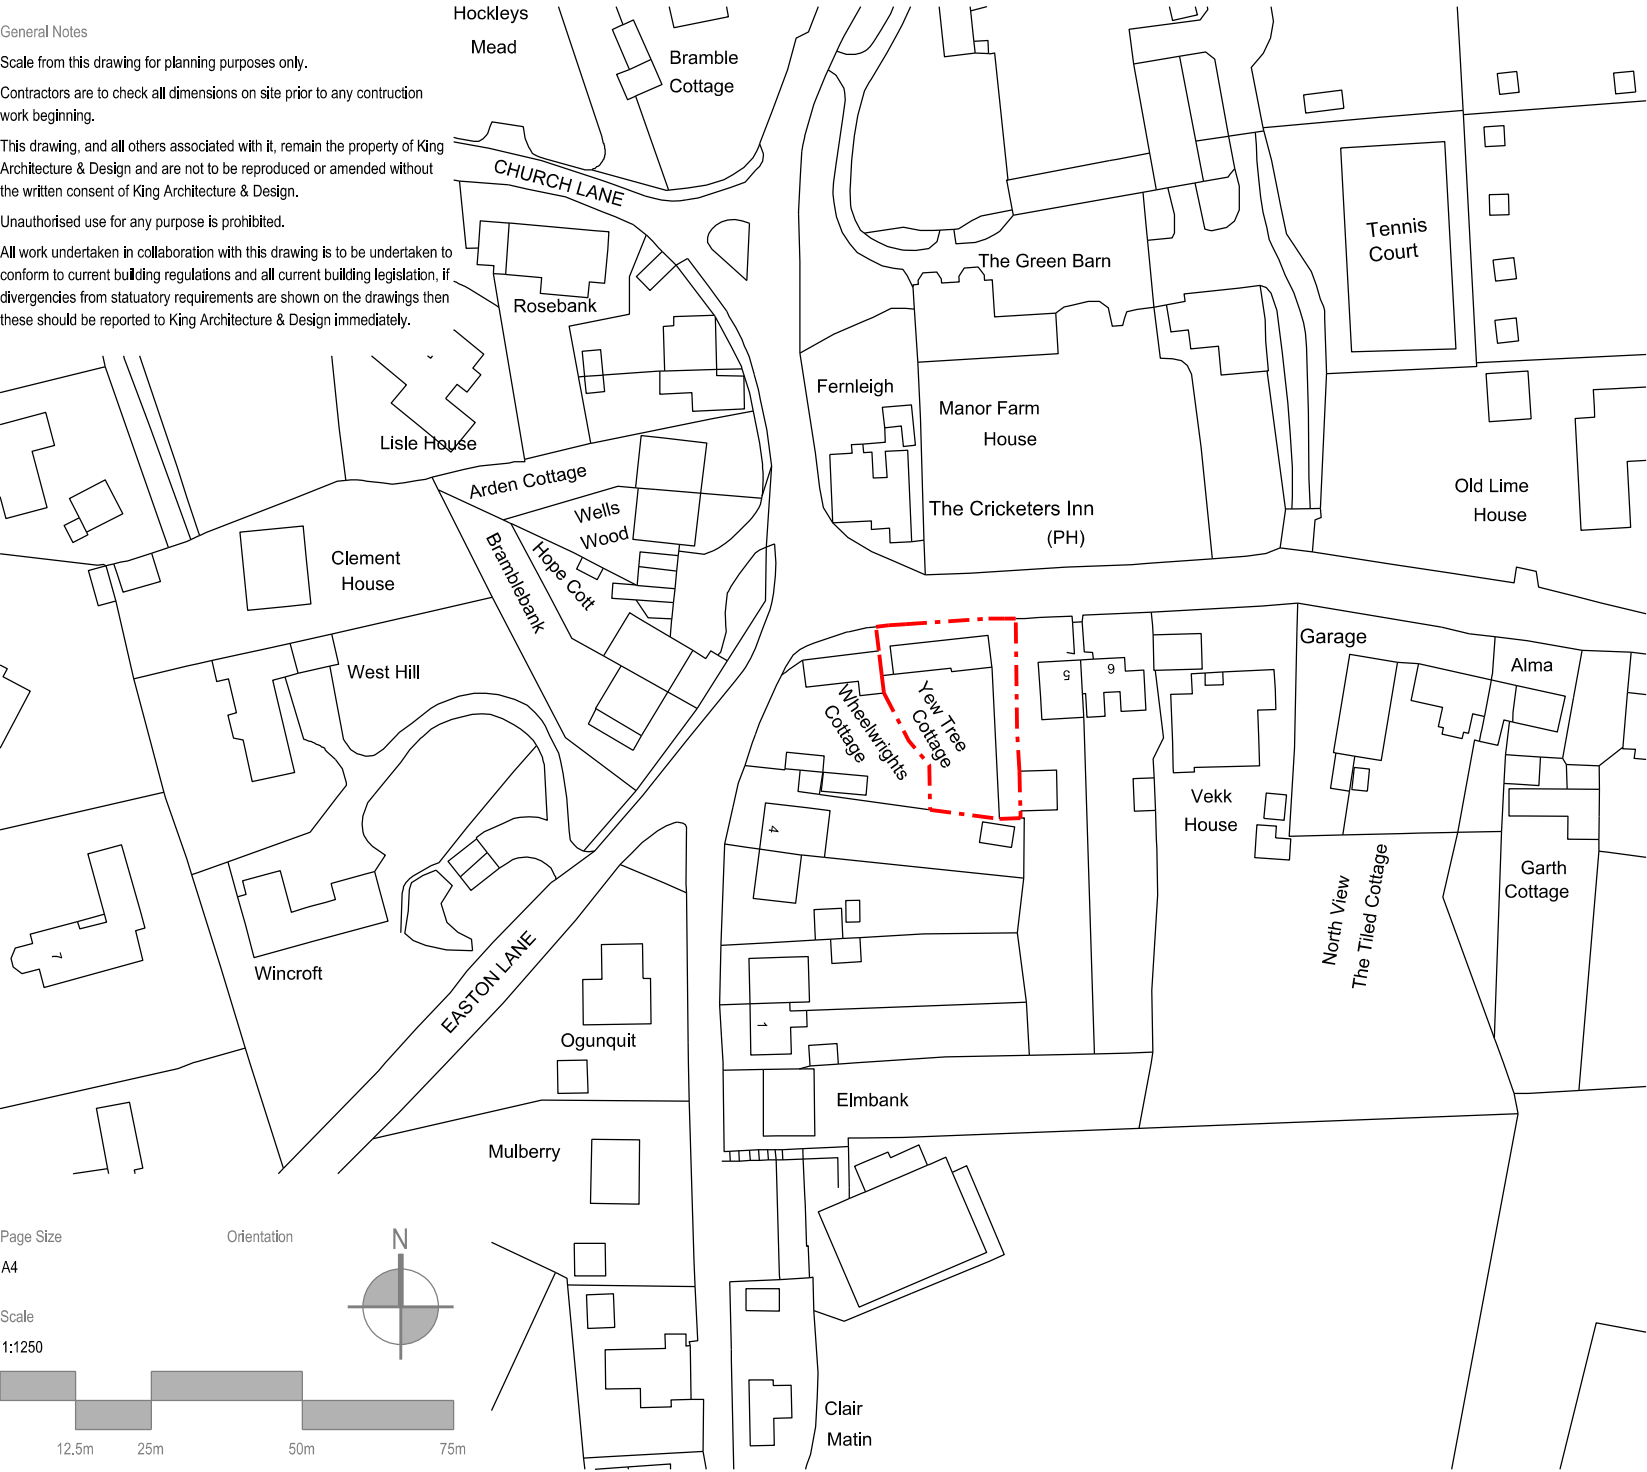 General Notes
Scale from this drawing for planning purposes only.
Contractors are to check all dimensions on site prior to any contruction
work beginning.
This drawing, and all others associated with it, remain the property of King
Architecture & Design and are not to be reproduced or amended without
the written consent of King Architecture & Design.
Unauthorised use for any purpose is prohibited.
All work undertaken in collaboration with this drawing is to be undertaken to
conform to current building regulations and all current building legislation, if
divergencies from statuatory requirements are shown on the drawings then
these should be reported to King Architecture & Design immediately.
Hockleys
Mead
Bramble
Cottage
CHURCH LANE
Rosebank
The Green Barn
Tennis
Court
Lisle House
Fernleigh
Manor Farm
House
Arden Cottage
Wells
Wood
The Cricketers Inn
(PH)
Old Lime
House
Clement
House
Bramblebank
Hope Cott
West Hill
Wheelwrights
Cottage
Yew Tree
Cottage
5
6
Garage
Alma
Vekk
House
4
North View
The Tiled Cottage
Garth
Cottage
7
Wincroft
EASTON LANE
Ogunquit
1
Elmbank
Mulberry
Clair
Matin
Page Size
A4
Orientation
N
Scale
1:1250
12.5m
25m
50m
75m